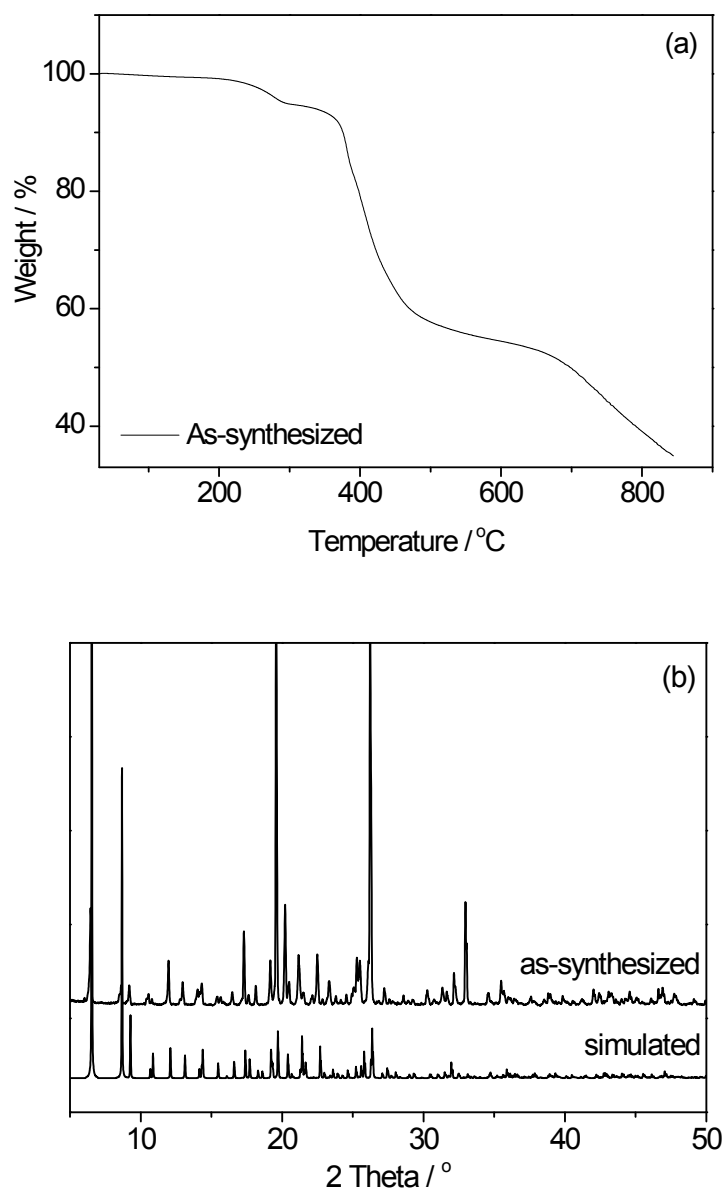 (a)
100
80
60
40
Weight / %
As-synthesized
200 400 600 800
Temperature / °C
(b)
as-synthesized
simulated
10 20 30 40 50
2 Theta / °